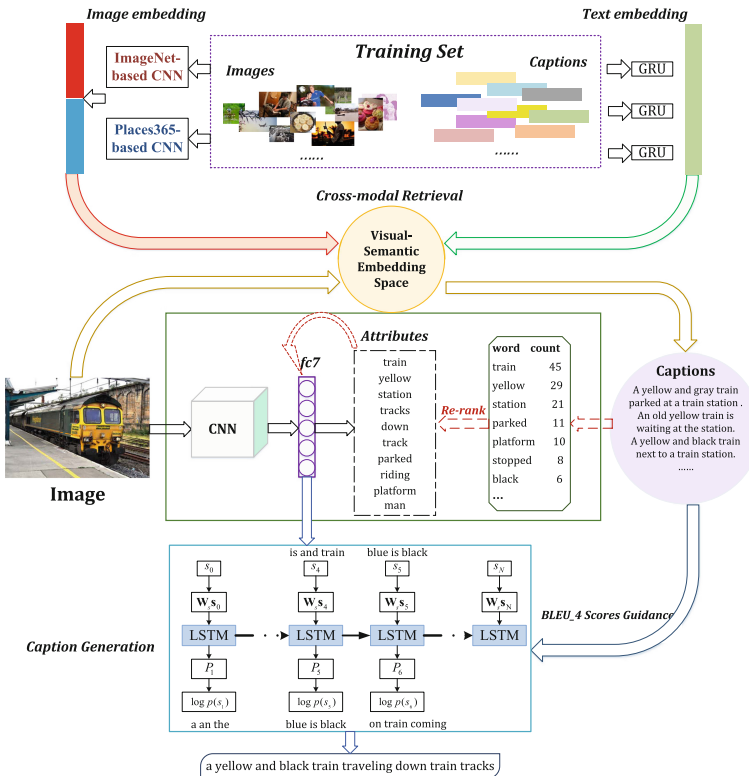 Image embedding
Text embedding
Training Set
ImageNet-
based CNN
Images
Captions
GRU
GRU
GRU
Places365-
based CNN
......
......
Cross-modal Retrieval
Visual-
Semantic
Embedding
Space
Attributes
fc7
train
yellow
station
tracks
down
track
parked
riding
platform
man
word count
train 45
yellow 29
station 21
parked 11
platform 10
stopped 8
black 6
...
Re-rank
Captions
A yellow and gray train
parked at a train station .
An old yellow train is
waiting at the station.
A yellow and black train
next to a train station.
......
CNN
Image
is and train
blue is black
s0 s4 s5 sN
Wss0 Wss4 Wss5 WssN
LSTM LSTM LSTM LSTM
P1 P5 P6
log p(s1) log p(s5) log p(s6)
a an the
blue is black
on train coming
Caption Generation
BLEU_4 Scores Guidance
a yellow and black train traveling down train tracks